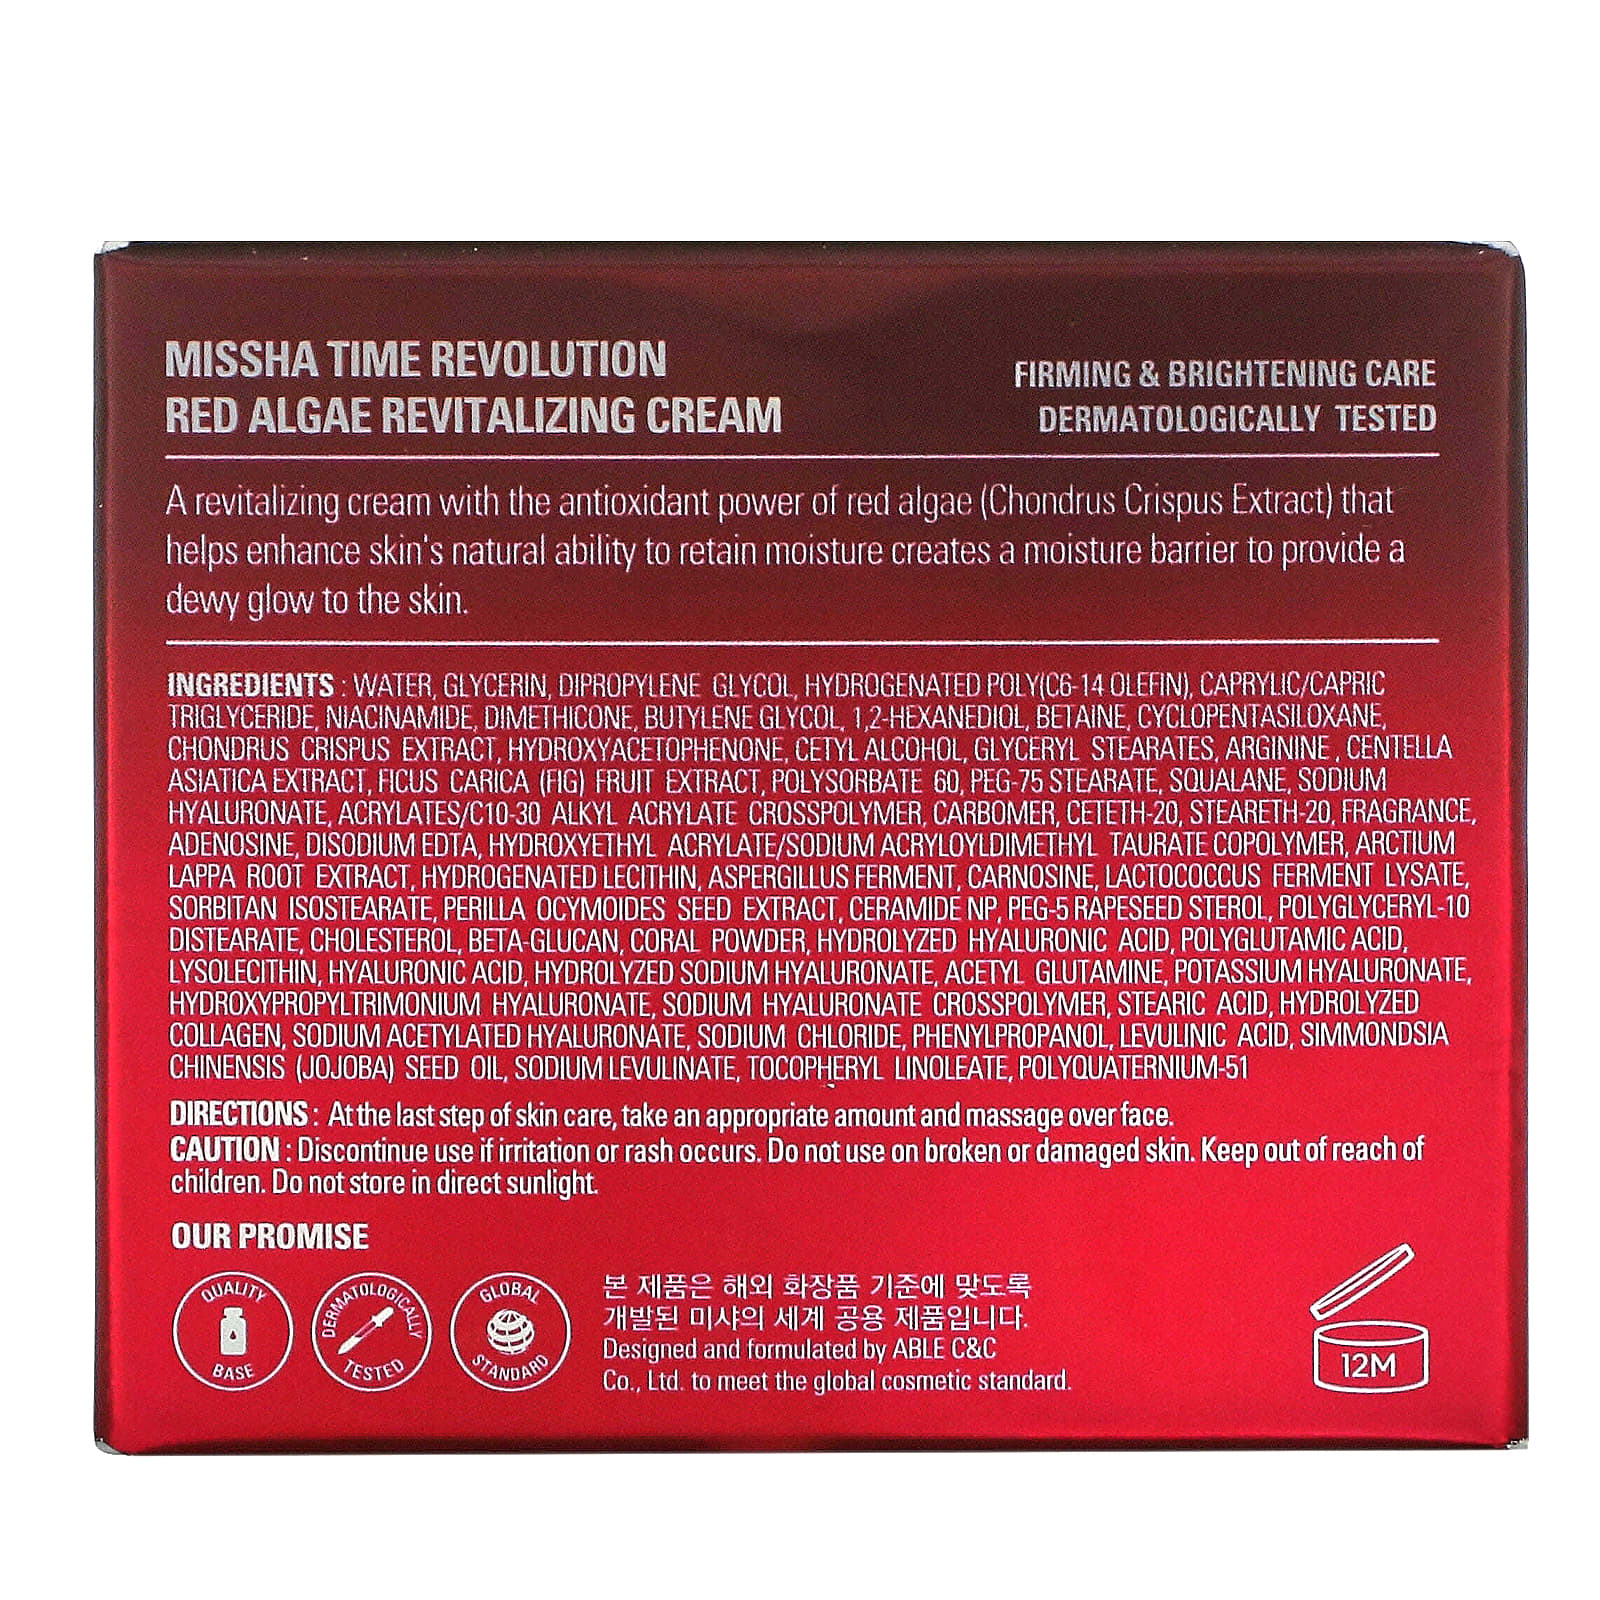 MISSHA TIME REVOLUTION
RED ALGAE REVITALIZING CREAM
FIRMING & BRIGHTENING CARE
DERMATOLOGICALLY TESTED
A revitalizing cream with the antioxidant power of red algae (Chondrus Crispus Extract) that
helps enhance skin's natural ability to retain moisture creates a moisture barrier to provide a
dewy glow to the skin.
INGREDIENTS : WATER, GLYCERIN, DIPROPYLENE GLYCOL, HYDROGENATED POLY(C6-14 OLEFIN), CAPRYLIC/CAPRIC
TRIGLYCERIDE, NIACINAMIDE, DIMETHICONE, BUTYLENE GLYCOL, 1,2-HEXANEDIOL, BETAINE, CYCLOPENTASILOXANE,
CHONDRUS CRISPUS EXTRACT, HYDROXYACETOPHENONE, CETYL ALCOHOL, GLYCERYL STEARATES, ARGININE , CENTELLA
ASIATICA EXTRACT, FICUS CARICA (FIG) FRUIT EXTRACT, POLYSORBATE 60, PEG-75 STEARATE, SQUALANE, SODIUM
HYALURONATE, ACRYLATES/C10-30 ALKYL ACRYLATE CROSSPOLYMER, CARBOMER, CETETH-20, STEARETH-20, FRAGRANCE,
ADENOSINE, DISODIUM EDTA, HYDROXYETHYL ACRYLATE/SODIUM ACRYLOYLDIMETHYL TAURATE COPOLYMER, ARCTIUM
LAPPA ROOT EXTRACT, HYDROGENATED LECITHIN, ASPERGILLUS FERMENT, CARNOSINE, LACTOCOCCUS FERMENT LYSATE,
SORBITAN ISOSTEARATE, PERILLA OCYMOIDES SEED EXTRACT, CERAMIDE NP, PEG-5 RAPESEED STEROL, POLYGLYCERYL-10
DISTEARATE, CHOLESTEROL, BETA-GLUCAN, CORAL POWDER, HYDROLYZED HYALURONIC ACID, POLYGLUTAMIC ACID,
LYSOLECITHIN, HYALURONIC ACID, HYDROLYZED SODIUM HYALURONATE, ACETYL GLUTAMINE, POTASSIUM HYALURONATE,
HYDROXYPROPYLTRIMONIUM HYALURONATE, SODIUM HYALURONATE CROSSPOLYMER, STEARIC ACID, HYDROLYZED
COLLAGEN, SODIUM ACETYLATED HYALURONATE, SODIUM CHLORIDE, PHENYLPROPANOL, LEVULINIC ACID, SIMMONDSIA
CHINENSIS (JOJOBA) SEED OIL, SODIUM LEVULINATE, TOCOPHERYL LINOLEATE, POLYQUATERNIUM-51
DIRECTIONS : At the last step of skin care, take an appropriate amount and massage over face.
CAUTION : Discontinue use if irritation or rash occurs. Do not use on broken or damaged skin. Keep out of reach of
children. Do not store in direct sunlight.
OUR PROMISE
QUALITY
BASE
DERMATOLOGICALLY
TESTED
GLOBAL
STANDARD
본 제품은 해외 화장품 기준에 맞도록
개발된 미샤의 세계 공용 제품입니다.
Designed and formulated by ABLE C&C
Co., Ltd. to meet the global cosmetic standard.
12M